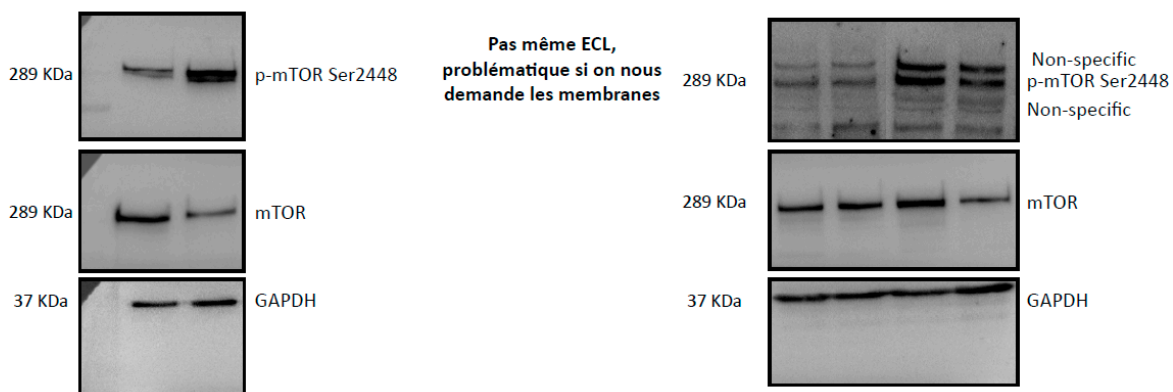 289 KDa
p-mTOR Ser2448
289 KDa
mTOR
37 KDa
GAPDH
Pas même ECL,
problématique si on nous
demande les membranes
289 KDa
Non-specific
p-mTOR Ser2448
Non-specific
289 KDa
mTOR
37 KDa
GAPDH